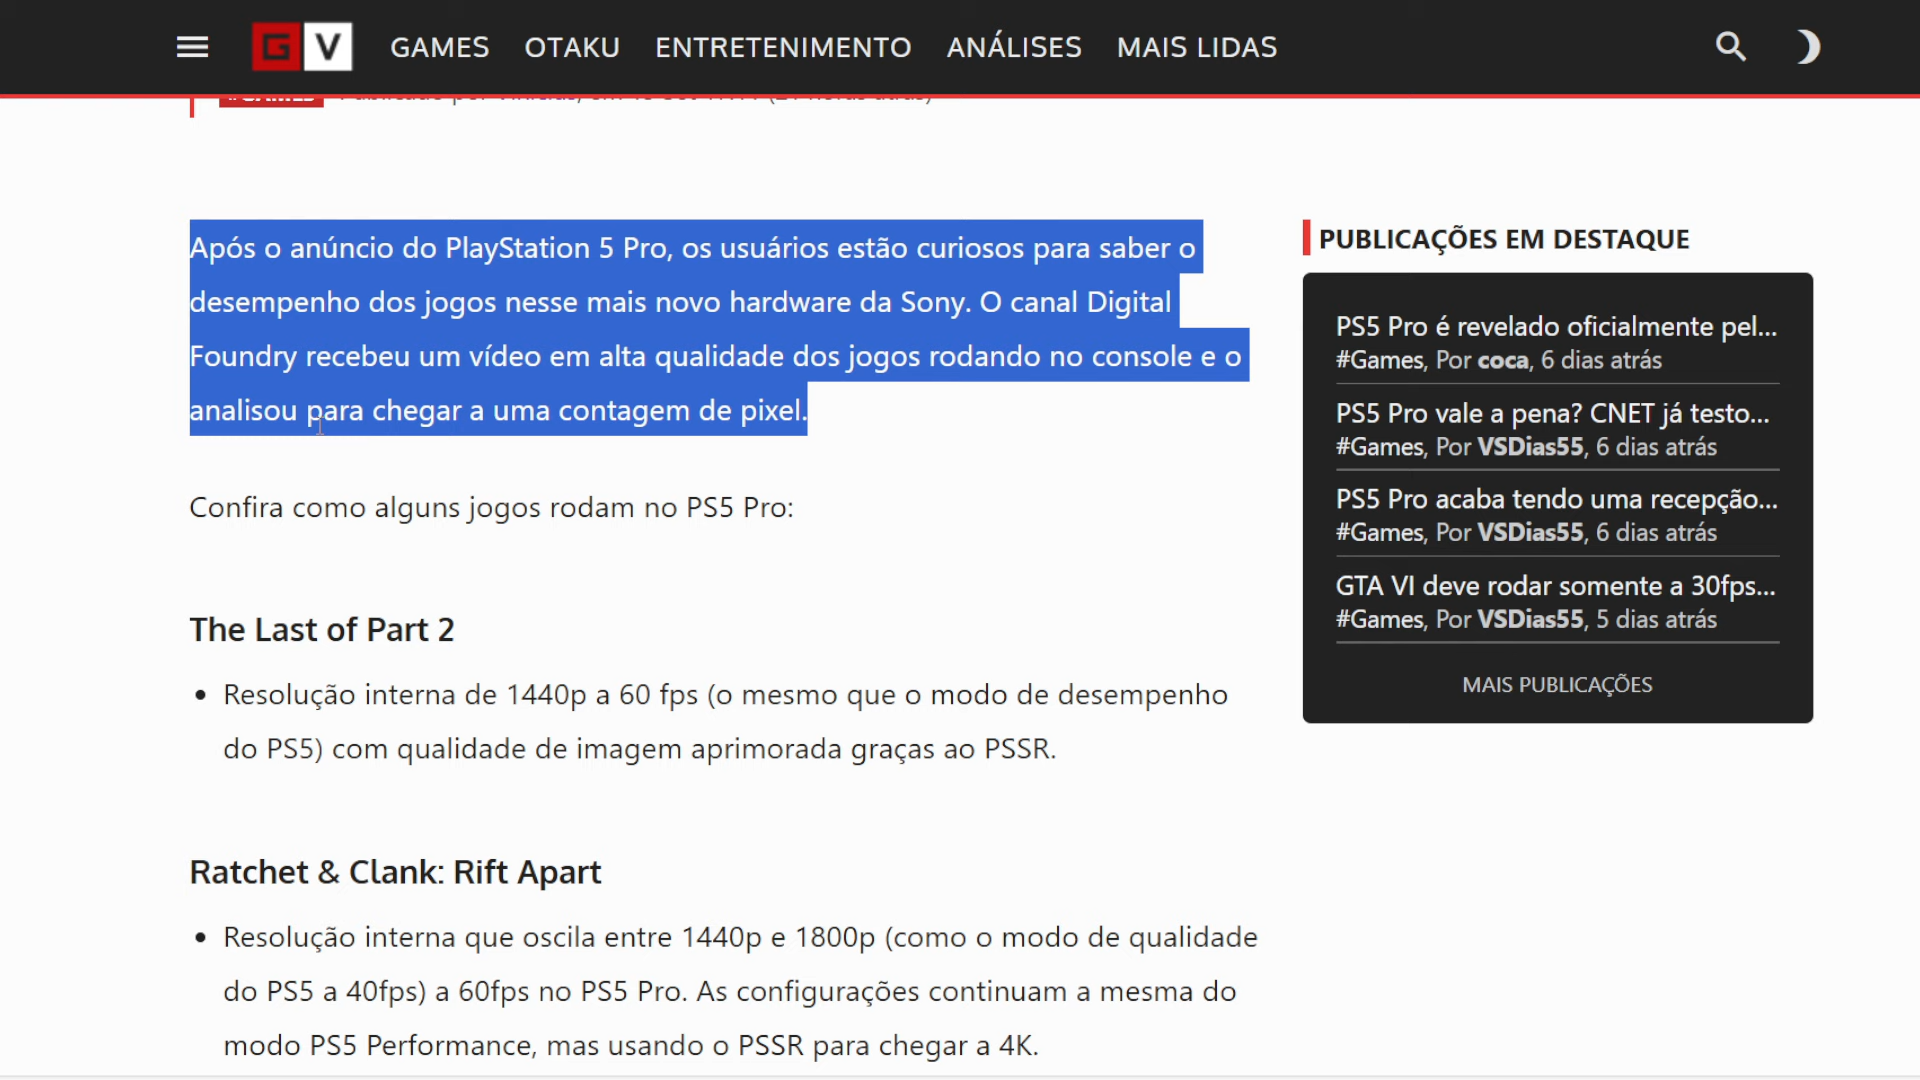 G V GAMES OTAKU ENTRETENIMENTO ANÁLISES MAIS LIDAS
Após o anúncio do PlayStation 5 Pro, os usuários estão curiosos para saber o
desempenho dos jogos nesse mais novo hardware da Sony. O canal Digital
Foundry recebeu um vídeo em alta qualidade dos jogos rodando no console e o
analisou para chegar a uma contagem de pixel.
Confira como alguns jogos rodam no PS5 Pro:
The Last of Part 2
• Resolução interna de 1440p a 60 fps (o mesmo que o modo de desempenho
do PS5) com qualidade de imagem aprimorada graças ao PSSR.
Ratchet & Clank: Rift Apart
• Resolução interna que oscila entre 1440p e 1800p (como o modo de qualidade
do PS5 a 40fps) a 60fps no PS5 Pro. As configurações continuam a mesma do
modo PS5 Performance, mas usando o PSSR para chegar a 4K.
PUBLICAÇÕES EM DESTAQUE
PS5 Pro é revelado oficialmente pel...
#Games, Por coca, 6 dias atrás
PS5 Pro vale a pena? CNET já testo...
#Games, Por VSDias55, 6 dias atrás
PS5 Pro acaba tendo uma recepção...
#Games, Por VSDias55, 6 dias atrás
GTA VI deve rodar somente a 30fps...
#Games, Por VSDias55, 5 dias atrás
MAIS PUBLICAÇÕES